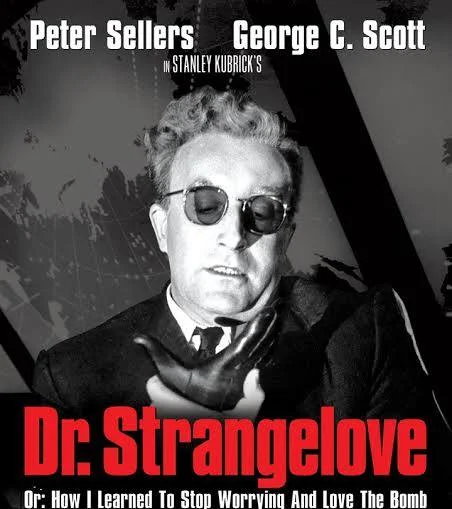 Peter Sellers George C. Scott
IN STANLEY KUBRICK'S
Dr. Strangelove
Or: How I Learned To Stop Worrying And Love The Bomb